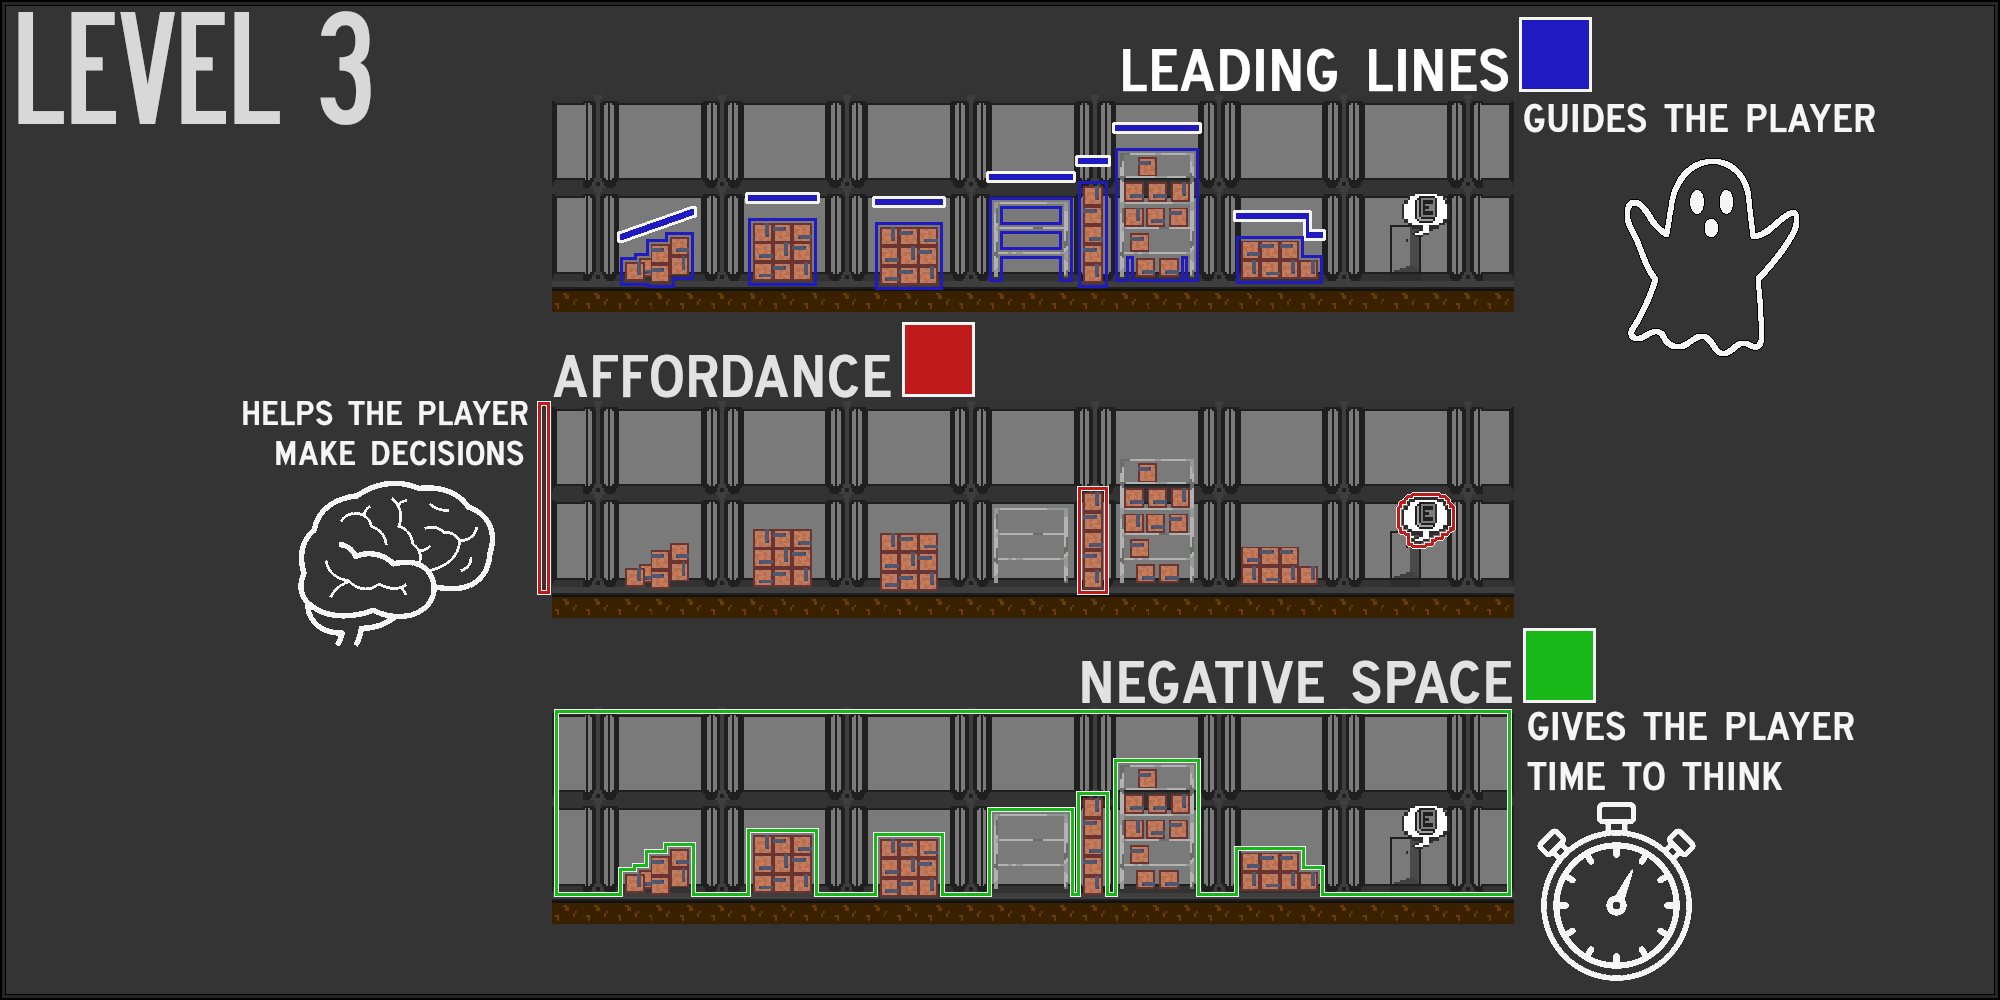 LEVEL 3
LEADING LINES
GUIDES THE PLAYER
E
AFFORDANCE
HELPS THE PLAYER
MAKE DECISIONS
E
NEGATIVE SPACE
GIVES THE PLAYER
TIME TO THINK
E